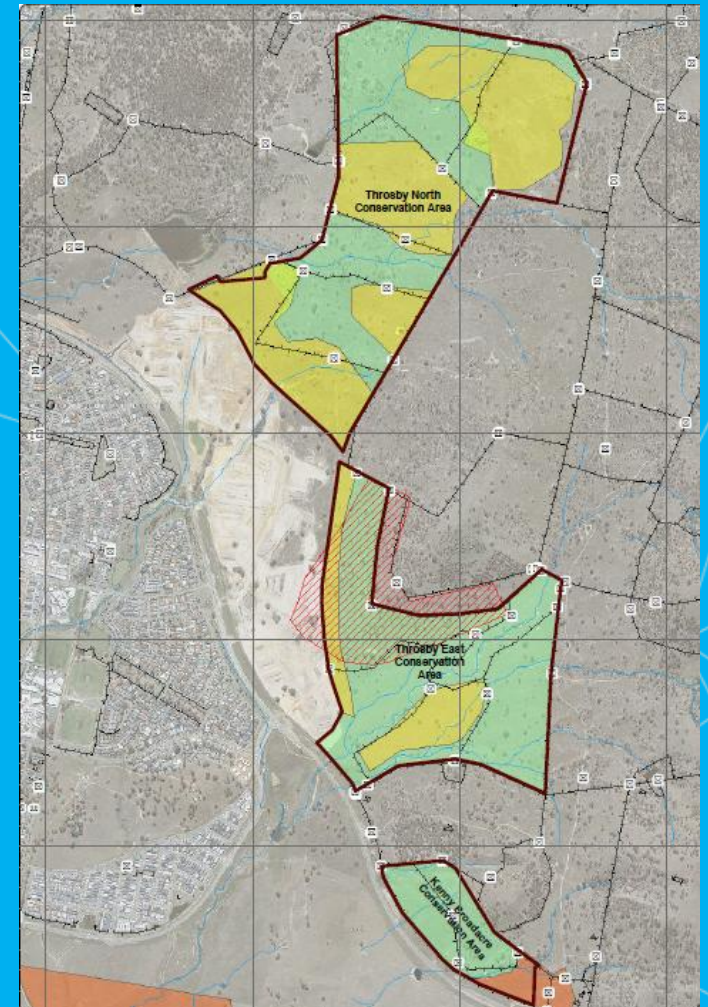 Throsby North
Conservation Area
Throsby East
Conservation
Area
Kenny Broadacre
Conservation Area